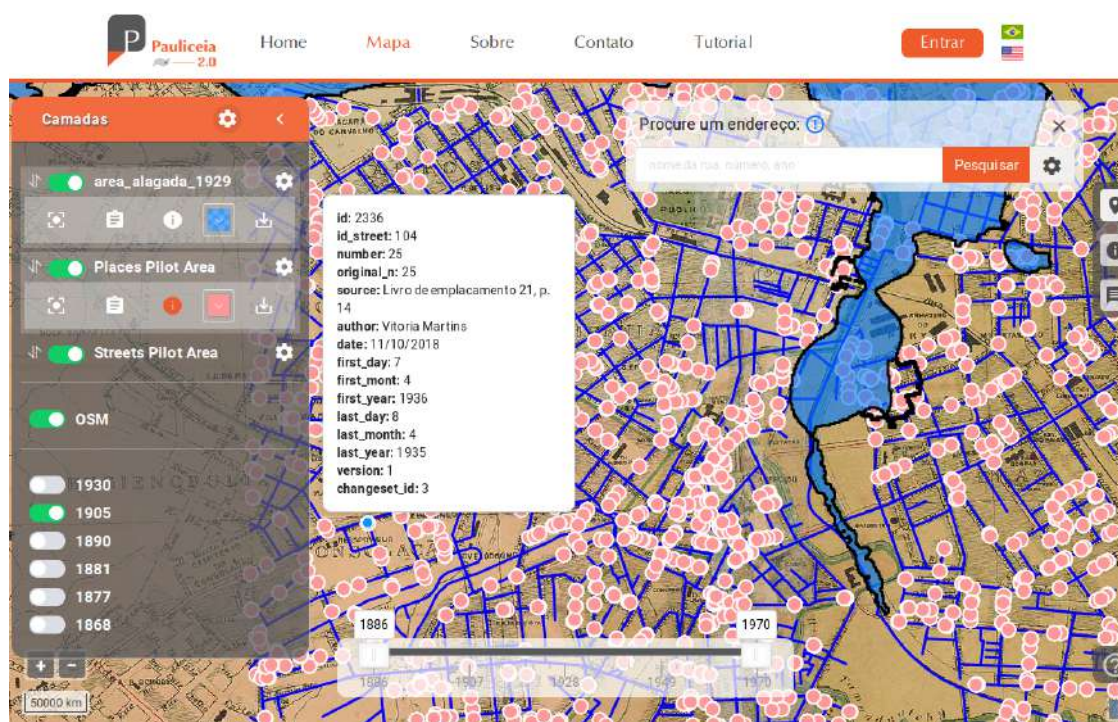 P Pauliceia
2.0
Home
Mapa
Sobre
Contato
Tutorial
Entrar
Camadas
area_alagada_1929
Places Pilot Area
Streets Pilot Area
OSM
1930
1905
1890
1881
1877
1868
+ −
50000 km
id: 2336
id_street: 104
number: 25
original_n: 25
source: Livro de emplacamento 21, p.
14
author: Vitoria Martins
date: 11/10/2018
first_day: 7
first_mont: 4
first_year: 1936
last_day: 8
last_month: 4
last_year: 1935
version: 1
changeset_id: 3
Procure um endereço:
nome da rua, número, ano
Pesquisar
1886
1970
1886
1907
1928
1949
1970